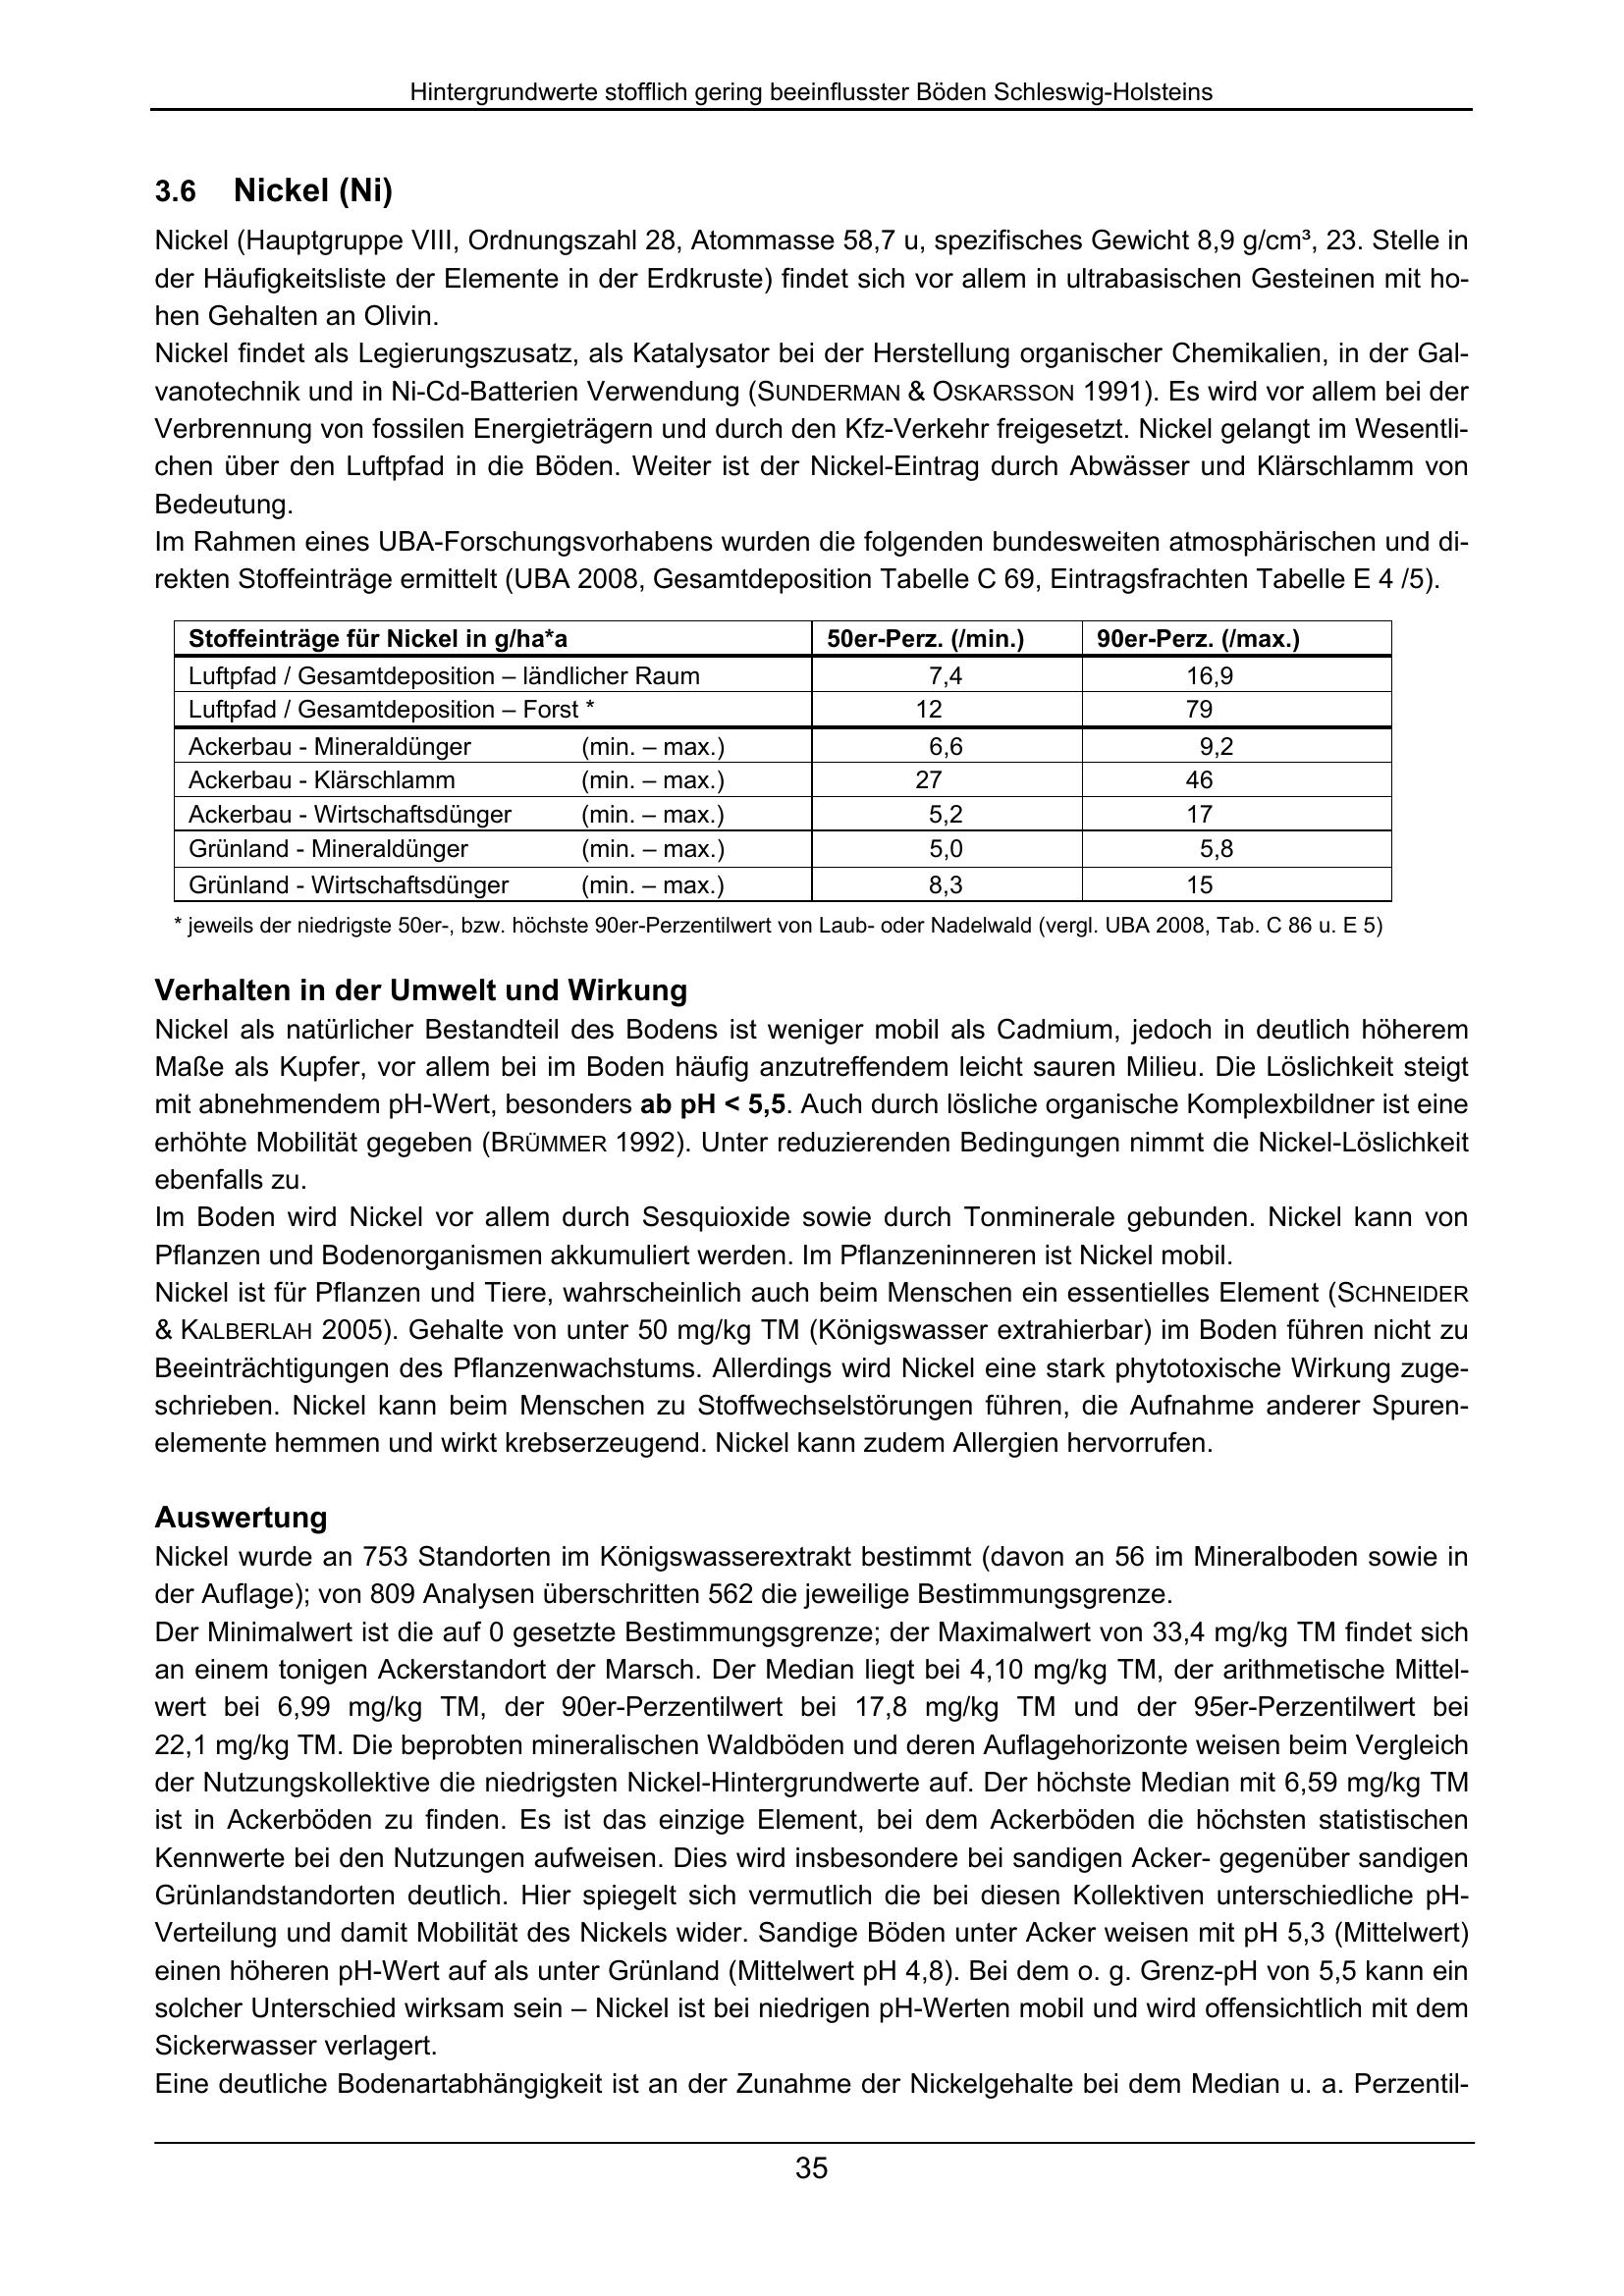 Hintergrundwerte stofflich gering beeinflusster Böden Schleswig-Holsteins
3.6 Nickel (Ni)
Nickel (Hauptgruppe VIII, Ordnungszahl 28, Atommasse 58,7 u, spezifisches Gewicht 8,9 g/cm³, 23. Stelle in
der Häufigkeitsliste der Elemente in der Erdkruste) findet sich vor allem in ultrabasischen Gesteinen mit ho-
hen Gehalten an Olivin.
Nickel findet als Legierungszusatz, als Katalysator bei der Herstellung organischer Chemikalien, in der Gal-
vanotechnik und in Ni-Cd-Batterien Verwendung (SUNDERMAN & OSKARSSON 1991). Es wird vor allem bei der
Verbrennung von fossilen Energieträgern und durch den Kfz-Verkehr freigesetzt. Nickel gelangt im Wesentli-
chen über den Luftpfad in die Böden. Weiter ist der Nickel-Eintrag durch Abwässer und Klärschlamm von
Bedeutung.
Im Rahmen eines UBA-Forschungsvorhabens wurden die folgenden bundesweiten atmosphärischen und di-
rekten Stoffeinträge ermittelt (UBA 2008, Gesamtdeposition Tabelle C 69, Eintragsfrachten Tabelle E 4 /5).
Stoffeinträge für Nickel in g/ha*a 50er-Perz. (/min.) 90er-Perz. (/max.)
Luftpfad / Gesamtdeposition – ländlicher Raum 7,4 16,9
Luftpfad / Gesamtdeposition – Forst * 12 79
Ackerbau - Mineraldünger (min. – max.) 6,6 9,2
Ackerbau - Klärschlamm (min. – max.) 27 46
Ackerbau - Wirtschaftsdünger (min. – max.) 5,2 17
Grünland - Mineraldünger (min. – max.) 5,0 5,8
Grünland - Wirtschaftsdünger (min. – max.) 8,3 15
* jeweils der niedrigste 50er-, bzw. höchste 90er-Perzentilwert von Laub- oder Nadelwald (vergl. UBA 2008, Tab. C 86 u. E 5)
Verhalten in der Umwelt und Wirkung
Nickel als natürlicher Bestandteil des Bodens ist weniger mobil als Cadmium, jedoch in deutlich höherem
Maße als Kupfer, vor allem bei im Boden häufig anzutreffendem leicht sauren Milieu. Die Löslichkeit steigt
mit abnehmendem pH-Wert, besonders ab pH < 5,5. Auch durch lösliche organische Komplexbildner ist eine
erhöhte Mobilität gegeben (BRÜMMER 1992). Unter reduzierenden Bedingungen nimmt die Nickel-Löslichkeit
ebenfalls zu.
Im Boden wird Nickel vor allem durch Sesquioxide sowie durch Tonminerale gebunden. Nickel kann von
Pflanzen und Bodenorganismen akkumuliert werden. Im Pflanzeninneren ist Nickel mobil.
Nickel ist für Pflanzen und Tiere, wahrscheinlich auch beim Menschen ein essentielles Element (SCHNEIDER
& KALBERLAH 2005). Gehalte von unter 50 mg/kg TM (Königswasser extrahierbar) im Boden führen nicht zu
Beeinträchtigungen des Pflanzenwachstums. Allerdings wird Nickel eine stark phytotoxische Wirkung zuge-
schrieben. Nickel kann beim Menschen zu Stoffwechselstörungen führen, die Aufnahme anderer Spuren-
elemente hemmen und wirkt krebserzeugend. Nickel kann zudem Allergien hervorrufen.
Auswertung
Nickel wurde an 753 Standorten im Königswasserextrakt bestimmt (davon an 56 im Mineralboden sowie in
der Auflage); von 809 Analysen überschritten 562 die jeweilige Bestimmungsgrenze.
Der Minimalwert ist die auf 0 gesetzte Bestimmungsgrenze; der Maximalwert von 33,4 mg/kg TM findet sich
an einem tonigen Ackerstandort der Marsch. Der Median liegt bei 4,10 mg/kg TM, der arithmetische Mittel-
wert bei 6,99 mg/kg TM, der 90er-Perzentilwert bei 17,8 mg/kg TM und der 95er-Perzentilwert bei
22,1 mg/kg TM. Die beprobten mineralischen Waldböden und deren Auflagehorizonte weisen beim Vergleich
der Nutzungskollektive die niedrigsten Nickel-Hintergrundwerte auf. Der höchste Median mit 6,59 mg/kg TM
ist in Ackerböden zu finden. Es ist das einzige Element, bei dem Ackerböden die höchsten statistischen
Kennwerte bei den Nutzungen aufweisen. Dies wird insbesondere bei sandigen Acker- gegenüber sandigen
Grünlandstandorten deutlich. Hier spiegelt sich vermutlich die bei diesen Kollektiven unterschiedliche pH-
Verteilung und damit Mobilität des Nickels wider. Sandige Böden unter Acker weisen mit pH 5,3 (Mittelwert)
einen höheren pH-Wert auf als unter Grünland (Mittelwert pH 4,8). Bei dem o. g. Grenz-pH von 5,5 kann ein
solcher Unterschied wirksam sein – Nickel ist bei niedrigen pH-Werten mobil und wird offensichtlich mit dem
Sickerwasser verlagert.
Eine deutliche Bodenartabhängigkeit ist an der Zunahme der Nickelgehalte bei dem Median u. a. Perzentil-
35